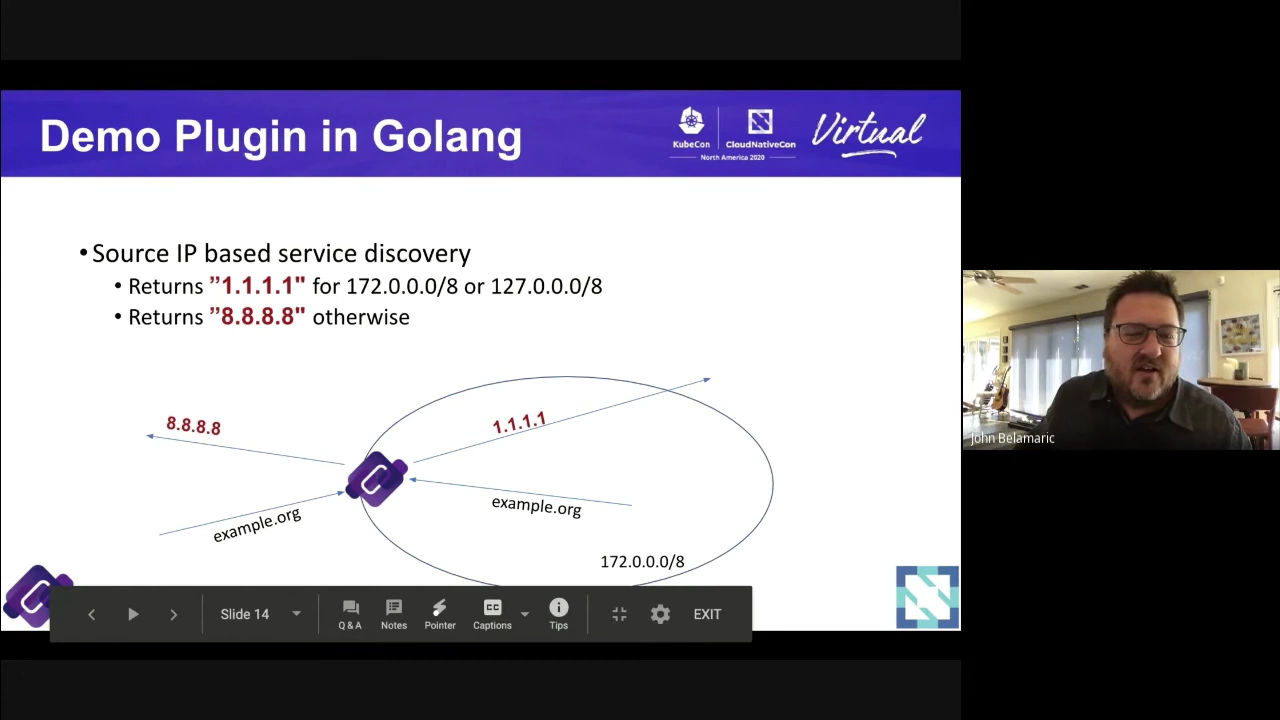 Demo Plugin in Golang
KubeCon
CloudNativeCon
North America 2020
Virtual
•Source IP based service discovery
• Returns ”1.1.1.1" for 172.0.0.0/8 or 127.0.0.0/8
• Returns ”8.8.8.8" otherwise
8.8.8.8
1.1.1.1
example.org
example.org
172.0.0.0/8
John Belamaric
Slide 14
Q & A
Notes
Pointer
CC
Captions
Tips
EXIT